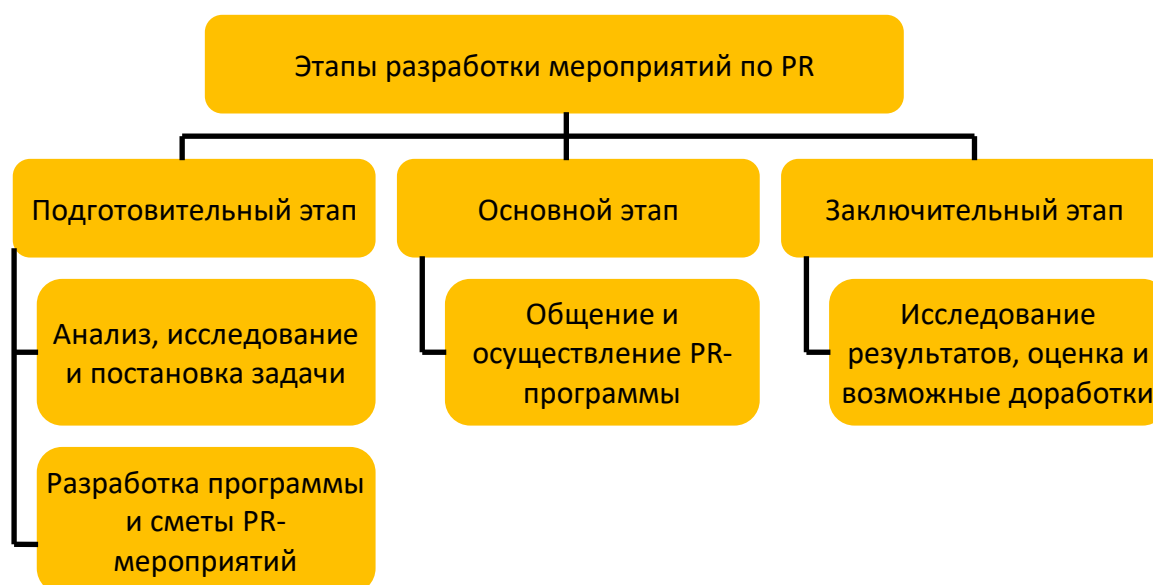 Этапы разработки мероприятий по PR
Подготовительный этап
Основной этап
Заключительный этап
Анализ, исследование
и постановка задачи
Общение и
осуществление PR-
программы
Исследование
результатов, оценка и
возможные доработки
Разработка программы
и сметы PR-
мероприятий